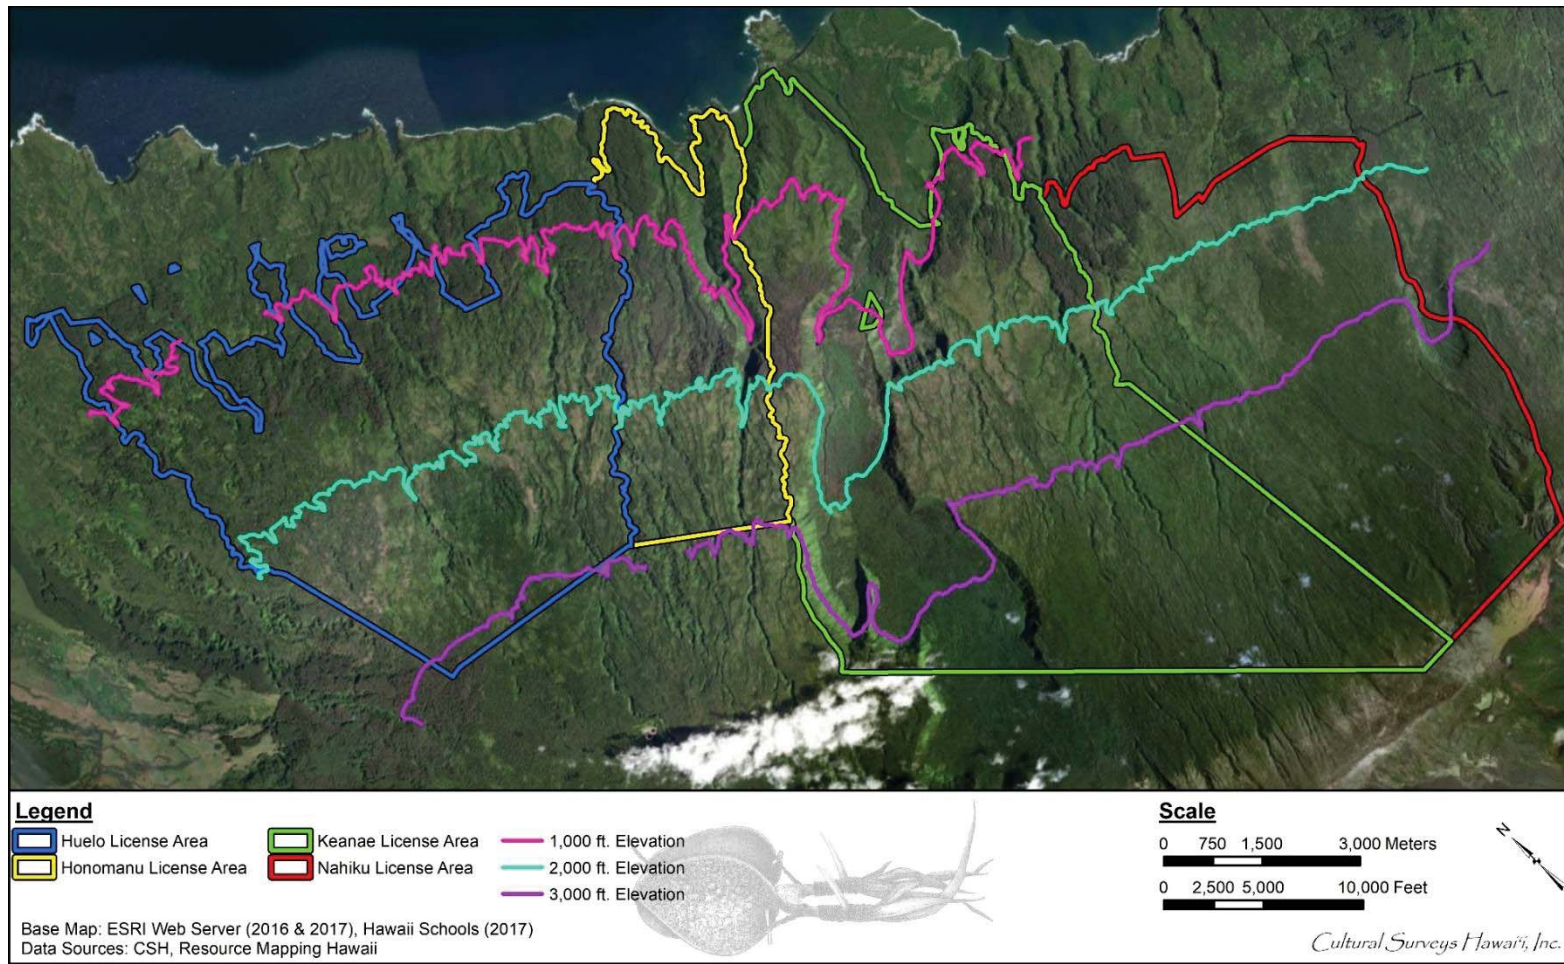 Legend
Huelo License Area
Honomanu License Area
Keanae License Area
Nahiku License Area
1,000 ft. Elevation
2,000 ft. Elevation
3,000 ft. Elevation
Base Map: ESRI Web Server (2016 & 2017), Hawaii Schools (2017)
Data Sources: CSH, Resource Mapping Hawaii
Scale
0 750 1,500 3,000 Meters
0 2,500 5,000 10,000 Feet
N
Cultural Surveys Hawai‘i, Inc.